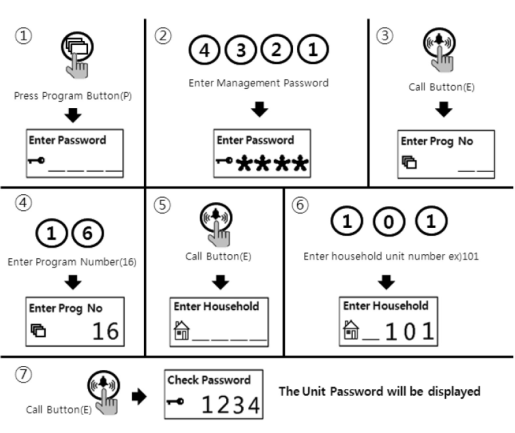 ①
Press Program Button(P)
Enter Password
②
4 3 2 1
Enter Management Password
Enter Password
****
③
Call Button(E)
Enter Prog No
④
1 6
Enter Program Number(16)
Enter Prog No
16
⑤
Call Button(E)
Enter Household
⑥
1 0 1
Enter household unit number ex)101
Enter Household
_101
⑦
Call Button(E)
Check Password
1234
The Unit Password will be displayed